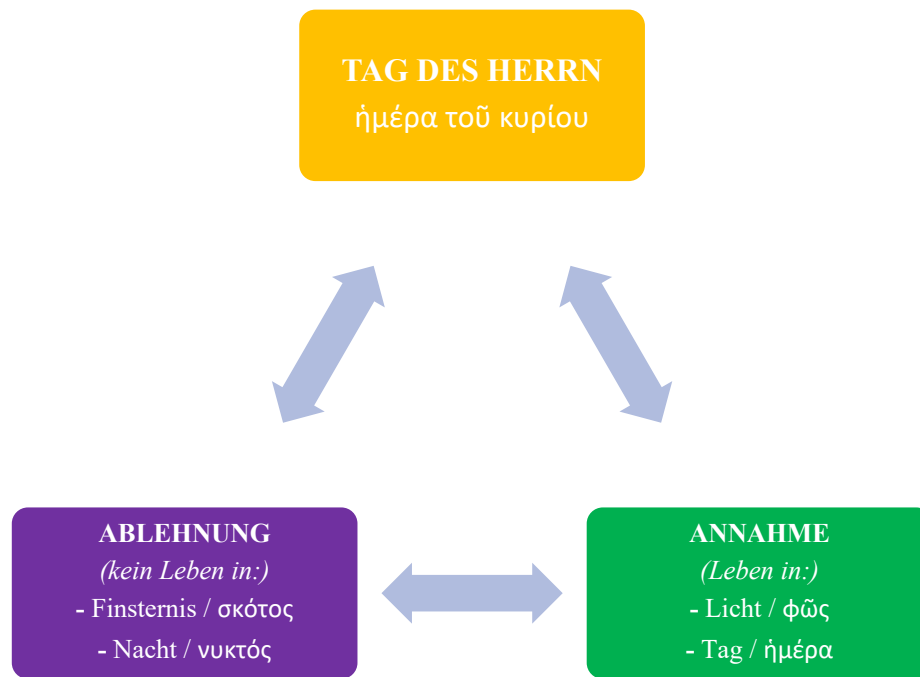 TAG DES HERRN
ἡμέρα τοῦ κυρίου
ABLEHNUNG
(kein Leben in:)
- Finsternis / σκότος
- Nacht / νυκτός
ANNAHME
(Leben in:)
- Licht / φῶς
- Tag / ἡμέρα